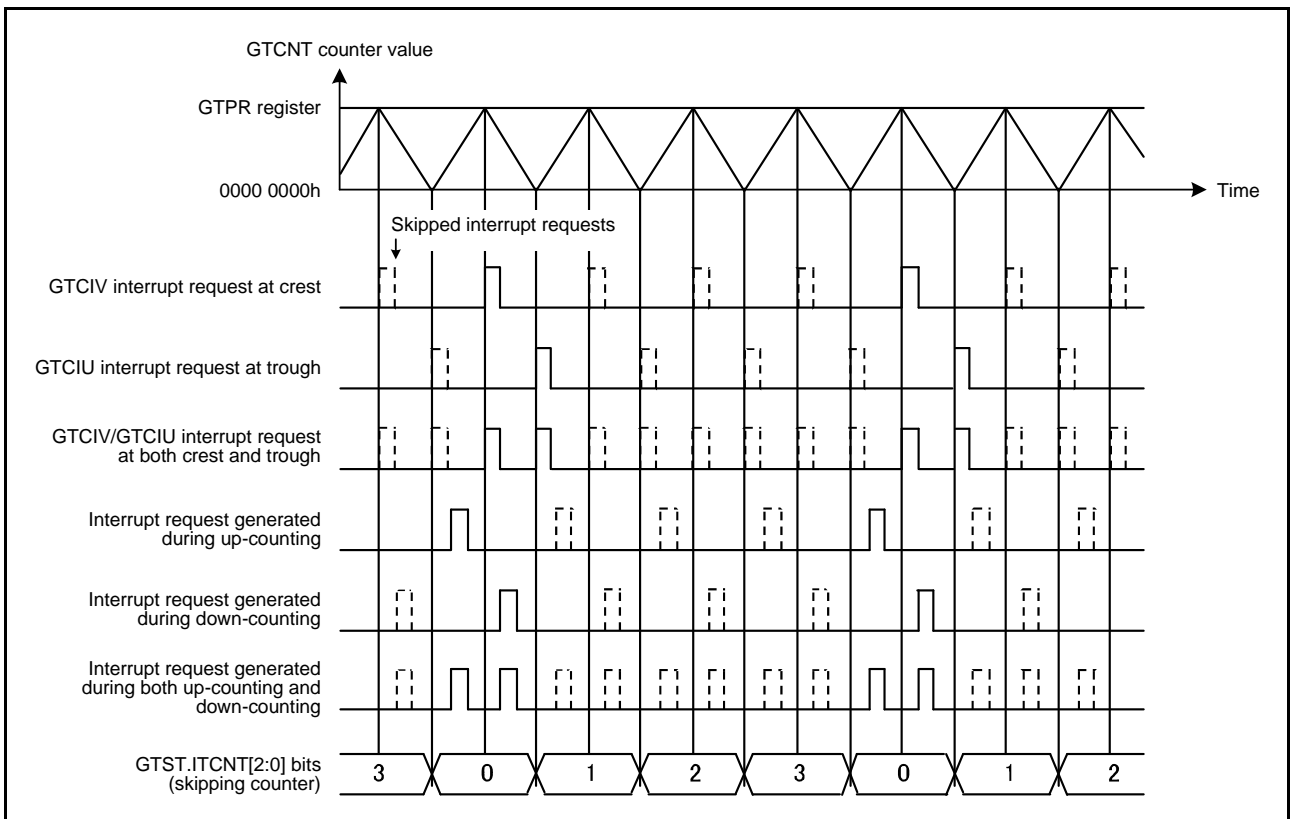 GTCNT counter value
GTPR register
0000 0000h
Time
Skipped interrupt requests
GTCIV interrupt request at crest
GTCIU interrupt request at trough
GTCIV/GTCIU interrupt request
at both crest and trough
Interrupt request generated
during up-counting
Interrupt request generated
during down-counting
Interrupt request generated
during both up-counting and
down-counting
GTST.ITCNT[2:0] bits
(skipping counter)
3 0 1 2 3 0 1 2